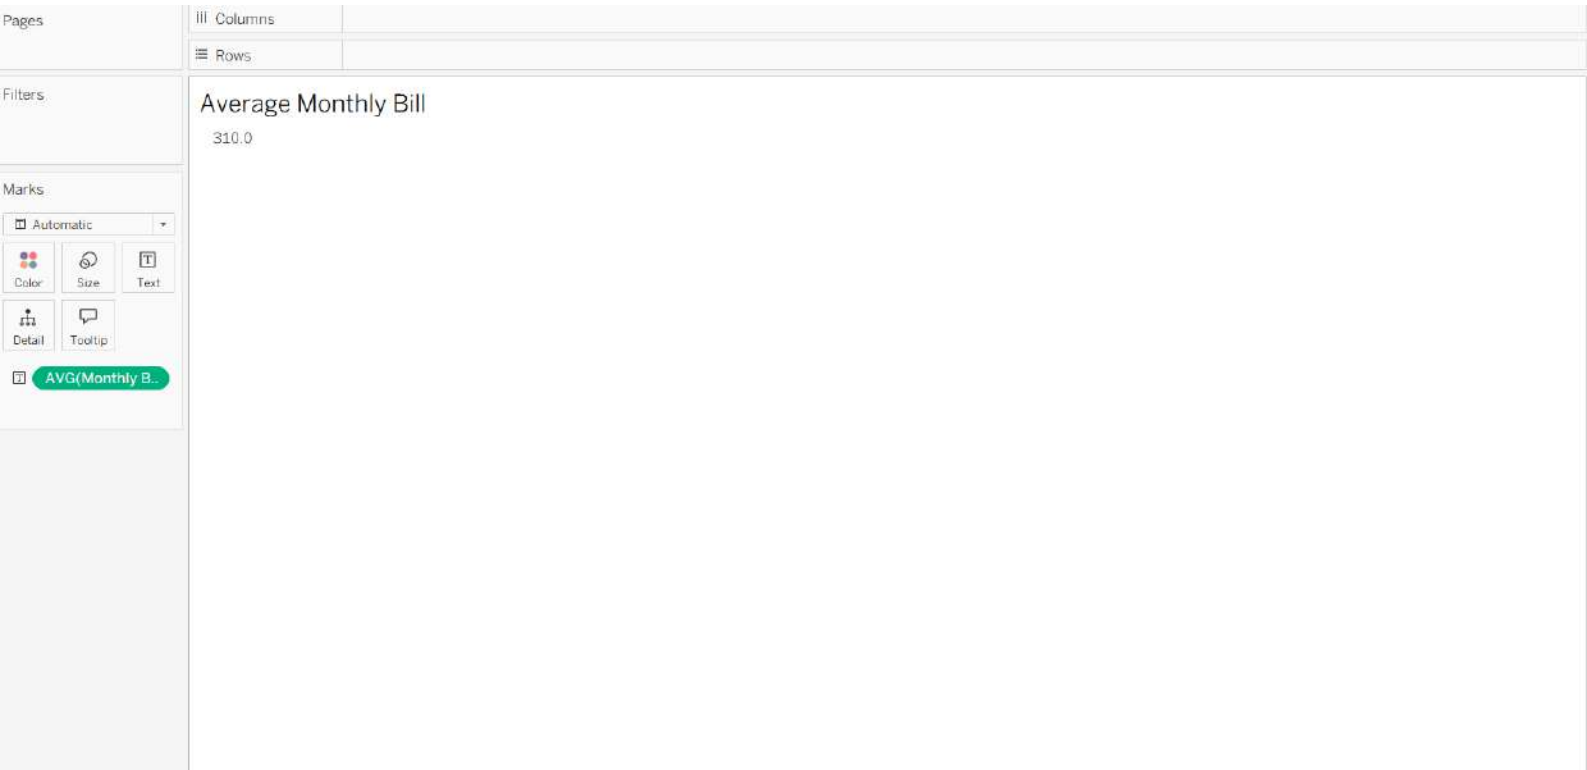 Pages
Columns
Rows
Filters
Average Monthly Bill
310.0
Marks
Automatic
Color Size Text
Detail Tooltip
AVG(Monthly B..